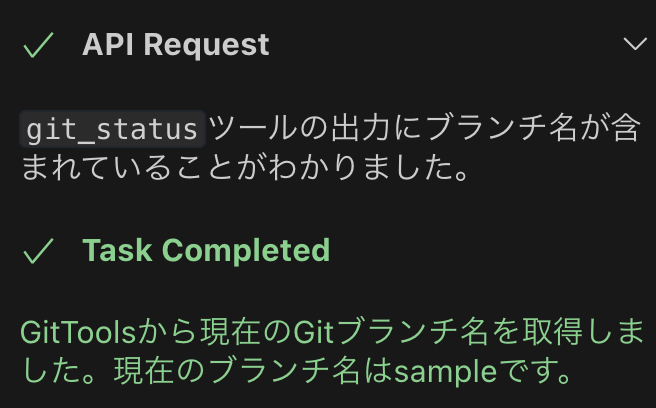 API Request
git_statusツールの出力にブランチ名が含
まれていることがわかりました。
Task Completed
GitToolsから現在のGitブランチ名を取得しま
した。現在のブランチ名はsampleです。